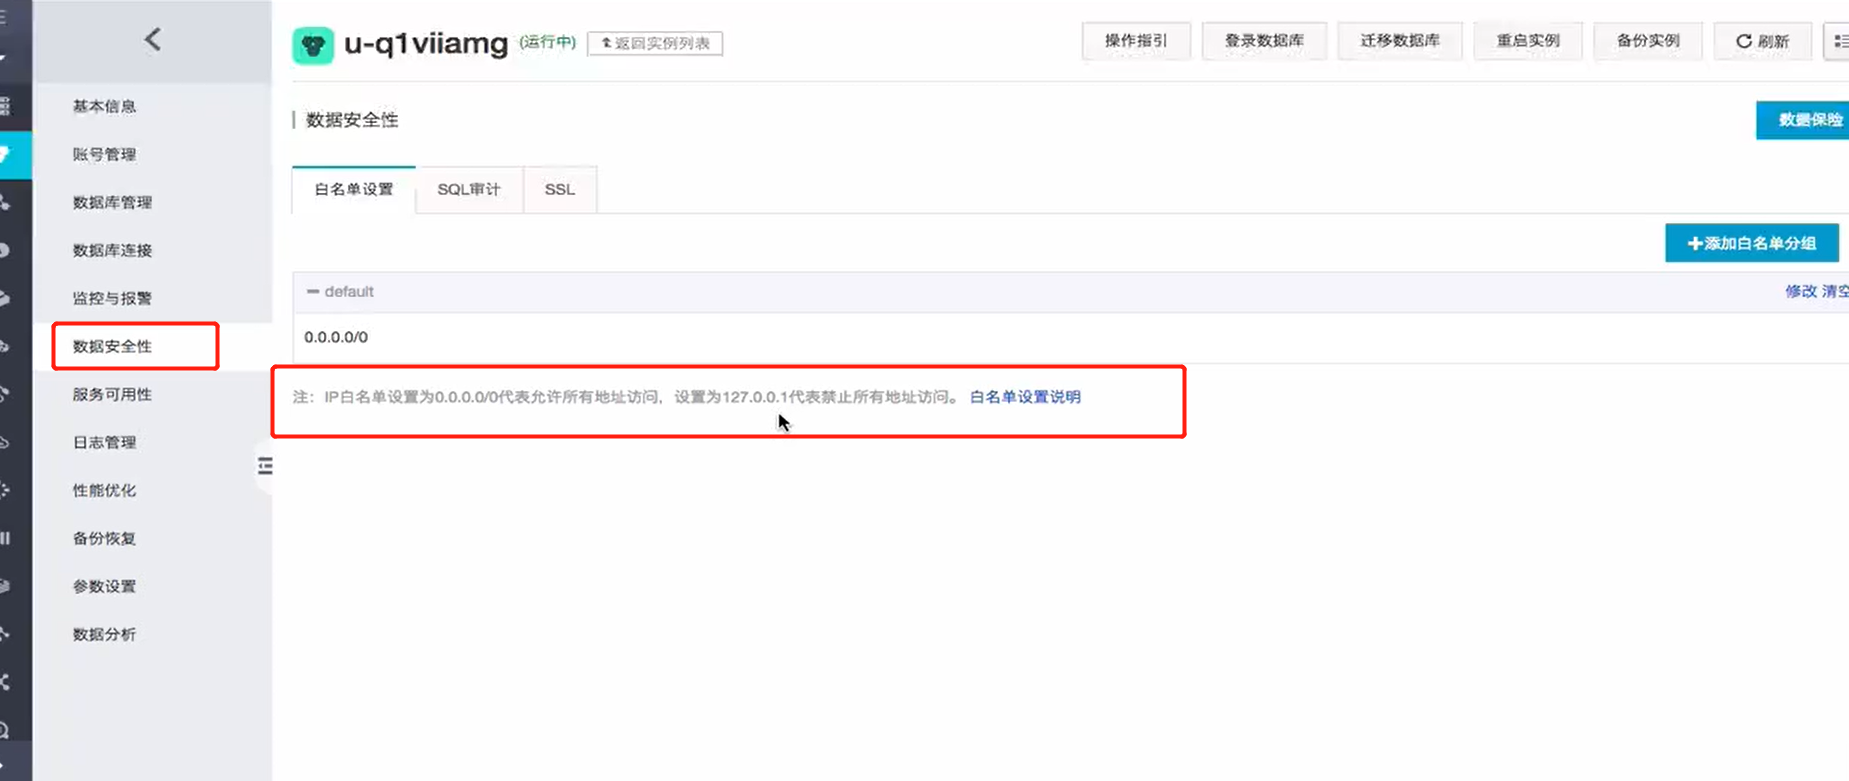 u-q1viiamg (运行中) 返回实例列表 操作指引 登录数据库 迁移数据库 重启实例 备份实例 刷新
基本信息
账号管理
数据库管理
数据库连接
监控与报警
数据安全性
服务可用性
日志管理
性能优化
备份恢复
参数设置
数据分析
数据安全性 数据保险
白名单设置 SQL审计 SSL
添加白名单分组
default 修改 清空
0.0.0.0/0
注：IP白名单设置为0.0.0.0/0代表允许所有地址访问，设置为127.0.0.1代表禁止所有地址访问。 白名单设置说明